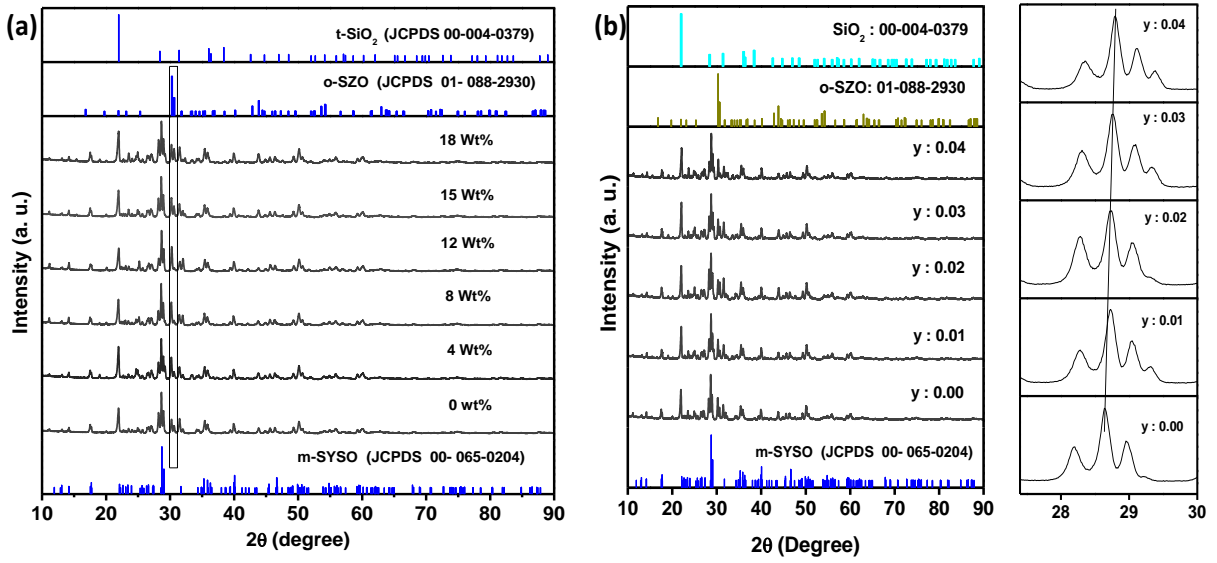 (a)
t-SiO₂ (JCPDS 00-004-0379)
o-SZO (JCPDS 01- 088-2930)
18 Wt%
15 Wt%
12 Wt%
8 Wt%
4 Wt%
0 wt%
m-SYSO (JCPDS 00- 065-0204)
Intensity (a. u.)
10 20 30 40 50 60 70 80 90
2θ (degree)
(b)
SiO₂ : 00-004-0379
o-SZO: 01-088-2930
y : 0.04
y : 0.03
y : 0.02
y : 0.01
y : 0.00
m-SYSO (JCPDS 00- 065-0204)
Intensity (a. u.)
10 20 30 40 50 60 70 80 90
2θ (Degree)
y : 0.04
y : 0.03
y : 0.02
y : 0.01
y : 0.00
28 29 30